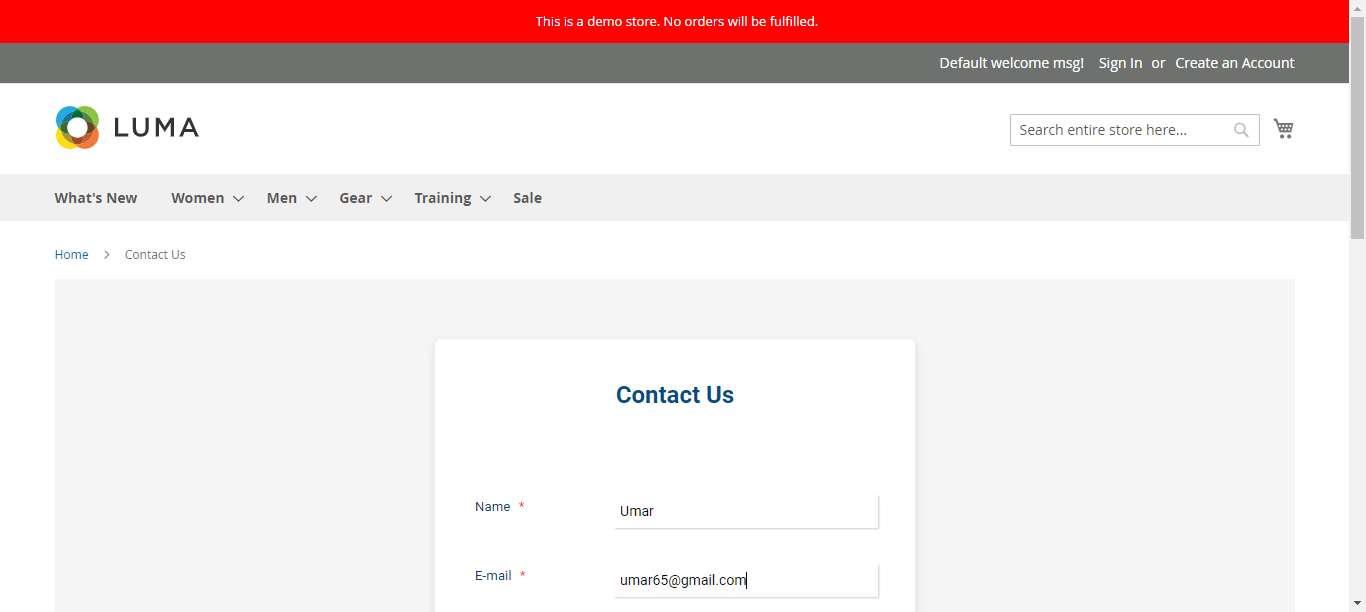 This is a demo store. No orders will be fulfilled.
Default welcome msg! Sign In or Create an Account
LUMA
Search entire store here...
What's New Women Men Gear Training Sale
Home Contact Us
Contact Us
Name *
Umar
E-mail *
umar65@gmail.com